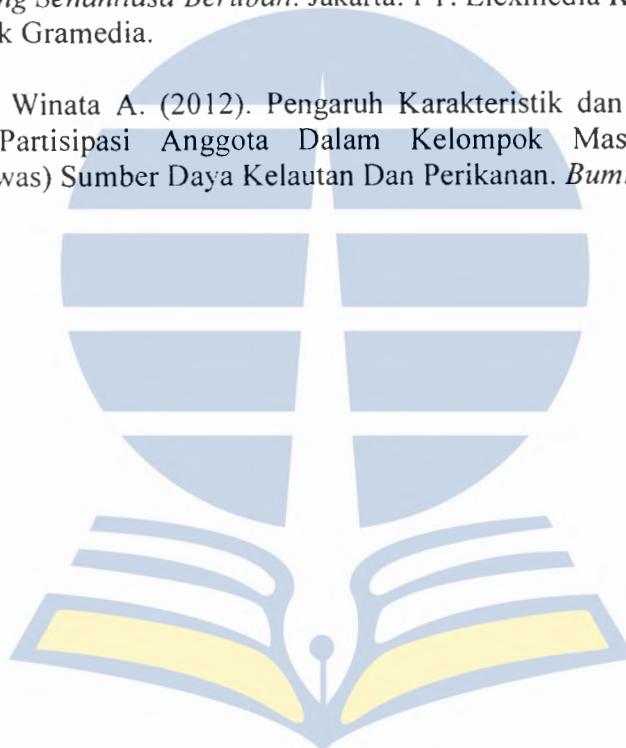 Senantiasa Berubah. Jakarta: PT. Elexmedia
k Gramedia.
Winata A. (2012). Pengaruh Karakteristik dan
Partisipasi Anggota Dalam Kelompok Mas
was) Sumber Daya Kelautan Dan Perikanan. Bum